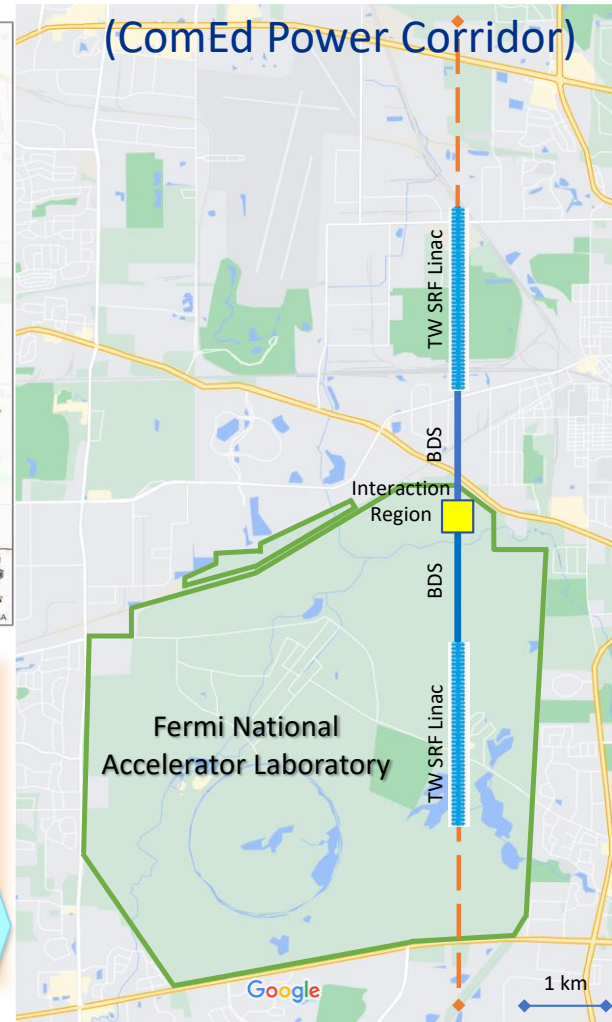 (ComEd Power Corridor)
TW SRF Linac
BDS
Interaction
Region
BDS
TW SRF Linac
Fermi National
Accelerator Laboratory
Google
1 km